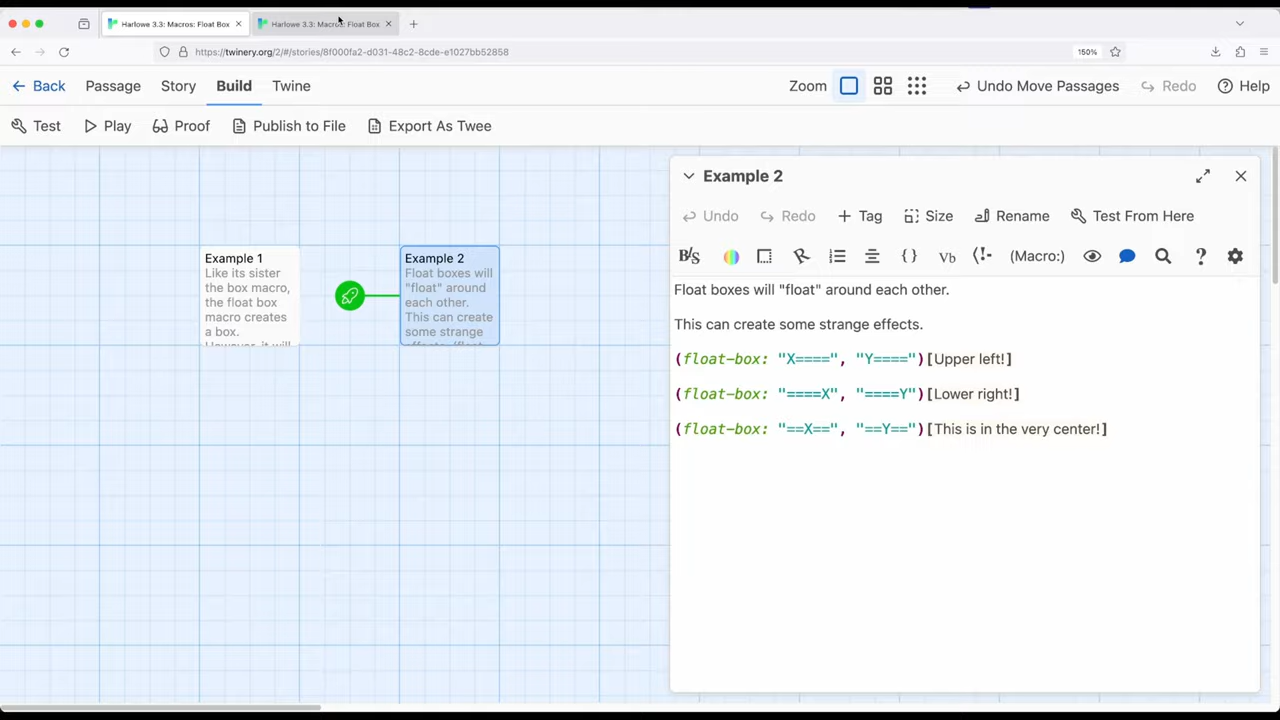 Harlowe 3.3: Macros: Float Box
Harlowe 3.3: Macros: Float Box
https://twinery.org/2/#/stories/8f000fa2-d031-48c2-8cde-e1027bb52858
150%
Back
Passage
Story
Build
Twine
Zoom
Undo Move Passages
Redo
Help
Test
Play
Proof
Publish to File
Export As Twee
Example 1
Like its sister
the box macro,
the float box
macro creates
a box.
However, it will
Example 2
Float boxes will
"float" around
each other.
This can create
some strange
effects. (float-
Example 2
Undo
Redo
+ Tag
Size
Rename
Test From Here
(Macro:)
Float boxes will "float" around each other.
This can create some strange effects.
(float-box: "X====", "Y====")[Upper left!]
(float-box: "====X", "====Y")[Lower right!]
(float-box: "==X==", "==Y==")[This is in the very center!]